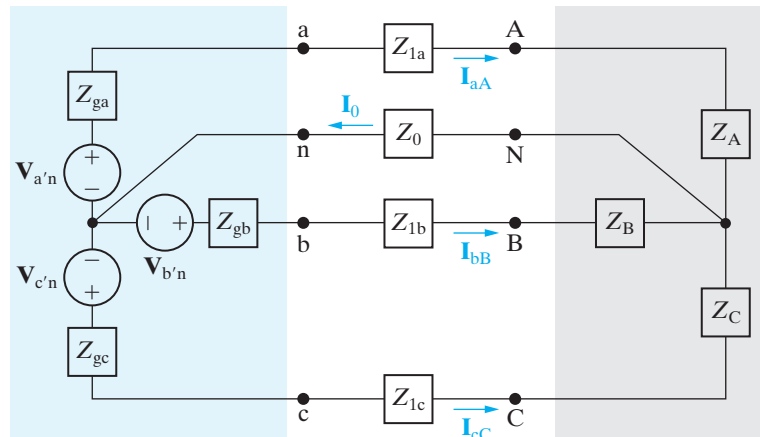 a A
Z1a
IaA
Zga
I0
Z0
ZA
n N
Va′n
+
−
− +
Zgb
Z1b
ZB
b B
Vb′n
IbB
Vc′n
−
+
ZC
Zgc
Z1c
c C
IcC